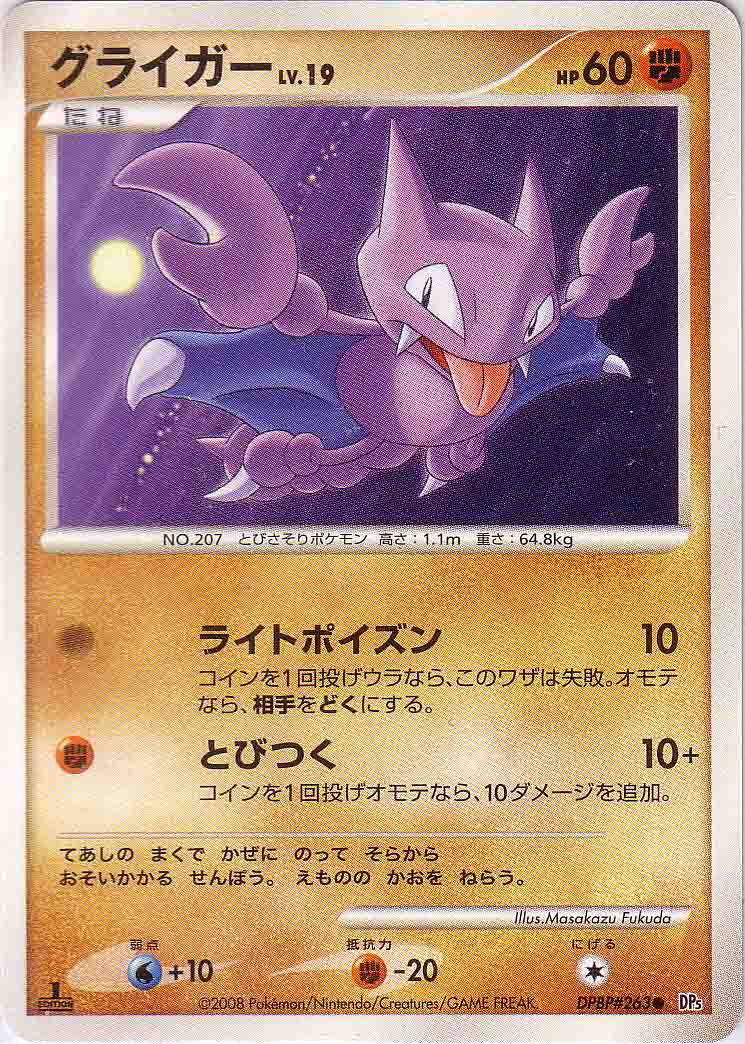 グライガー LV.19 HP60
たね
NO.207 とびさそりポケモン 高さ:1.1m 重さ:64.8kg
ライトポイズン 10
コインを1回投げウラなら、このワザは失敗。オモテ
なら、相手をどくにする。
とびつく 10+
コインを1回投げオモテなら、10ダメージを追加。
てあしの まくで かぜに のって そらから
おそいかかる せんぽう。 えものの かおを ねらう。
Illus.Masakazu Fukuda
弱点 抵抗力 にげる
+10 -20
1 EDITION ©2008 Pokémon/Nintendo/Creatures/GAME FREAK. DPBP#263 DP5